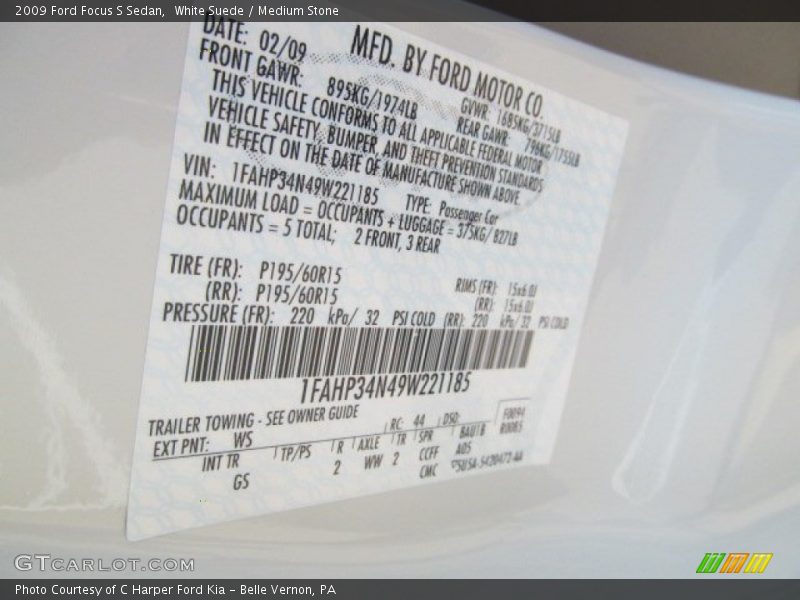 2009 Ford Focus S Sedan,  White Suede / Medium Stone
DATE: 02/09 MFD. BY FORD MOTOR CO.
FRONT GAWR: 895KG/1974LB GVWR: 1685KG/3715LB
REAR GAWR: 796KG/1755LB
THIS VEHICLE CONFORMS TO ALL APPLICABLE FEDERAL MOTOR
VEHICLE SAFETY, BUMPER, AND THEFT PREVENTION STANDARDS
IN EFFECT ON THE DATE OF MANUFACTURE SHOWN ABOVE.
VIN: 1FAHP34N49W221185 TYPE: Passenger Car
MAXIMUM LOAD = OCCUPANTS + LUGGAGE = 375KG/827LB
OCCUPANTS = 5 TOTAL; 2 FRONT, 3 REAR
TIRE (FR): P195/60R15 RIMS (FR): 15x6.0J
(RR): P195/60R15 (RR): 15x6.0J
PRESSURE (FR): 220 kPa/ 32 PSI COLD (RR): 220 kPa/ 32 PSI COLD
1FAHP34N49W221185
TRAILER TOWING - SEE OWNER GUIDE
EXT PNT: WS RC: 44 DSO: F0094
R0085
INT TR TP/PS R AXLE TR SPR BAU1B
GS 2 WW 2 CCFF A05
CMC
GTCARLOT.COM
Photo Courtesy of C Harper Ford Kia – Belle Vernon, PA